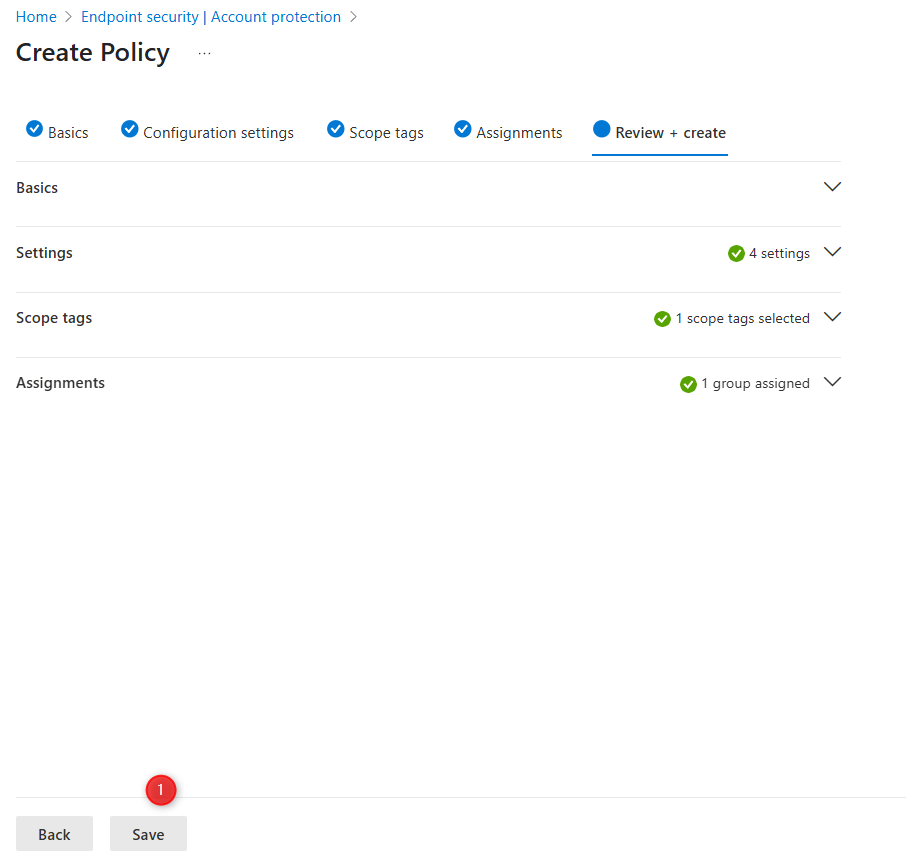 Home > Endpoint security | Account protection >
Create Policy ...
Basics Configuration settings Scope tags Assignments Review + create
Basics
Settings 4 settings
Scope tags 1 scope tags selected
Assignments 1 group assigned
1
Back Save